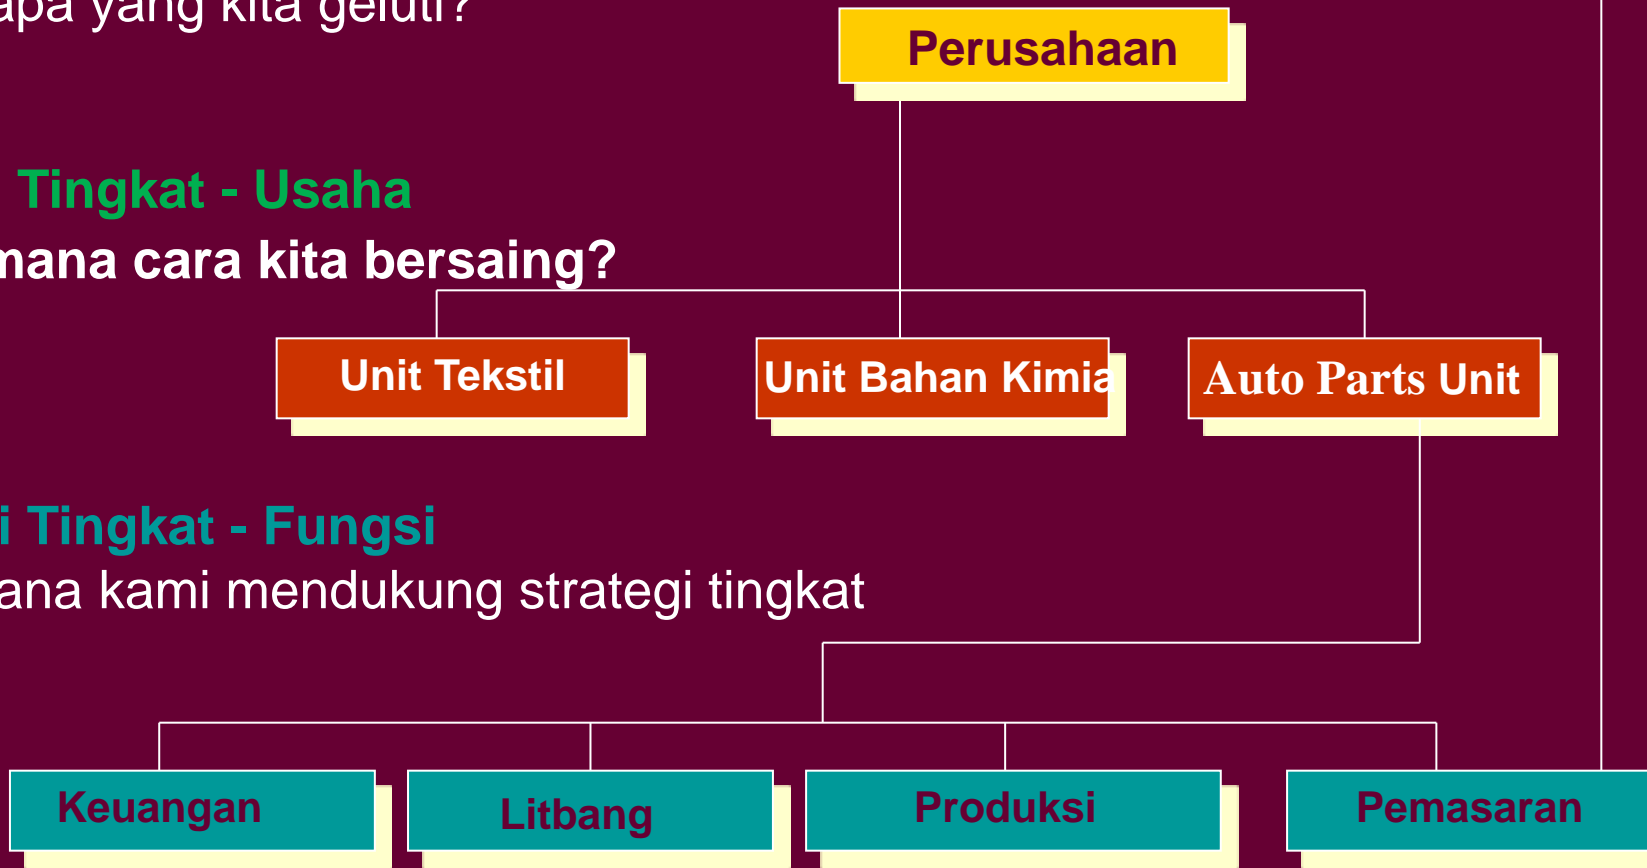 apa yang kita geluti?
Perusahaan
Tingkat - Usaha
mana cara kita bersaing?
Unit Tekstil
Unit Bahan Kimia
Auto Parts Unit
i Tingkat - Fungsi
ana kami mendukung strategi tingkat
Keuangan
Litbang
Produksi
Pemasaran